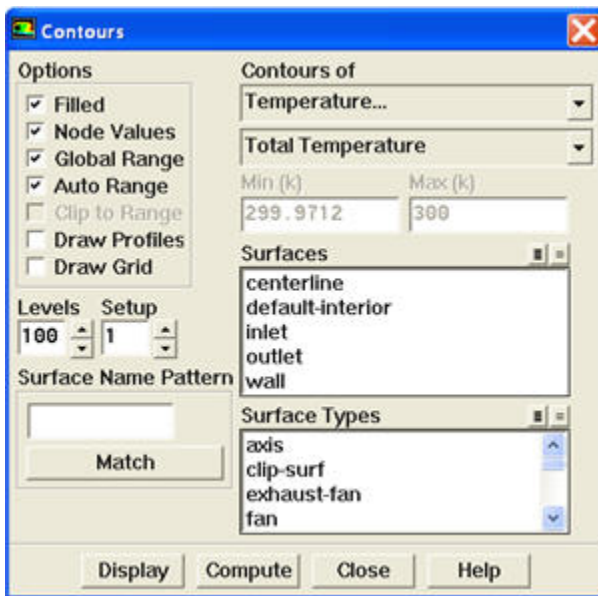 Contours
Options
Filled
Node Values
Global Range
Auto Range
Clip to Range
Draw Profiles
Draw Grid
Levels Setup
100 1
Surface Name Pattern
Match
Contours of
Temperature...
Total Temperature
Min (k) Max (k)
299.9712 300
Surfaces
centerline
default-interior
inlet
outlet
wall
Surface Types
axis
clip-surf
exhaust-fan
fan
Display Compute Close Help